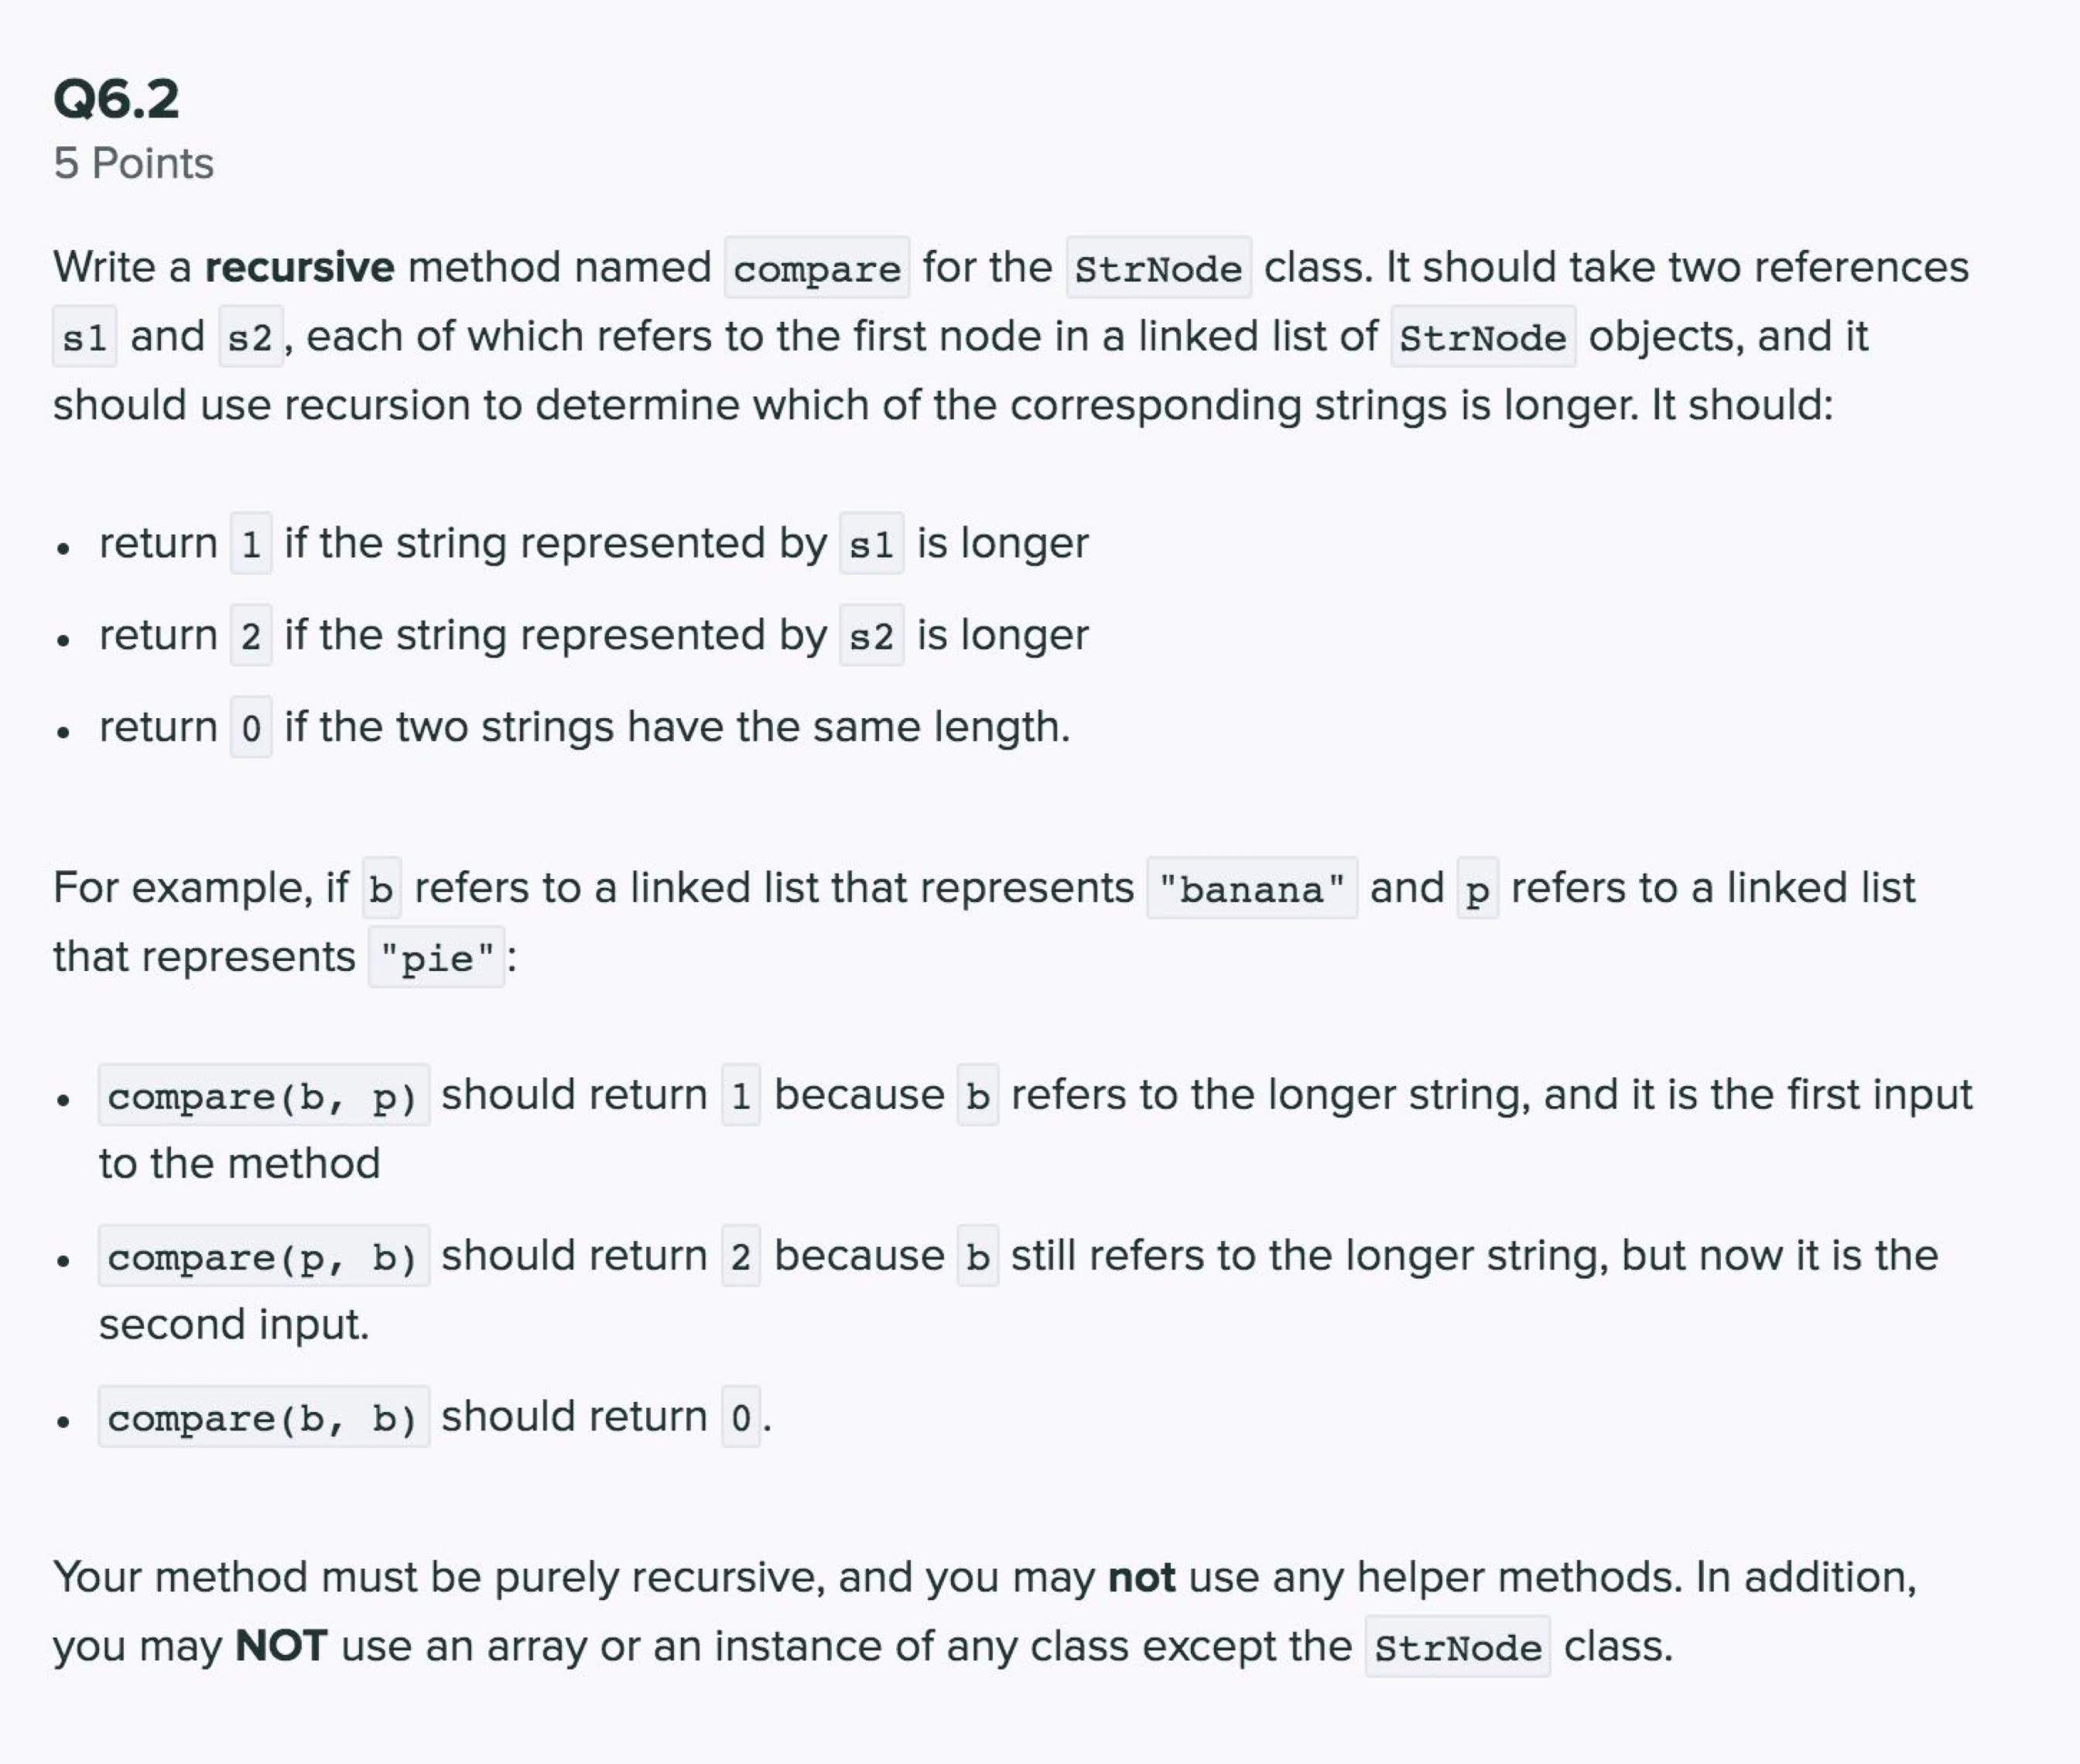 Q6.2
5 Points
Write a recursive method named compare for the StrNode class. It should take two references
s1 and s2, each of which refers to the first node in a linked list of StrNode objects, and it
should use recursion to determine which of the corresponding strings is longer. It should:
• return 1 if the string represented by s1 is longer
• return 2 if the string represented by s2 is longer
• return 0 if the two strings have the same length.
For example, if b refers to a linked list that represents "banana" and p refers to a linked list
that represents "pie":
• compare(b, p) should return 1 because b refers to the longer string, and it is the first input
to the method
• compare(p, b) should return 2 because b still refers to the longer string, but now it is the
second input.
• compare(b, b) should return 0.
Your method must be purely recursive, and you may not use any helper methods. In addition,
you may NOT use an array or an instance of any class except the StrNode class.